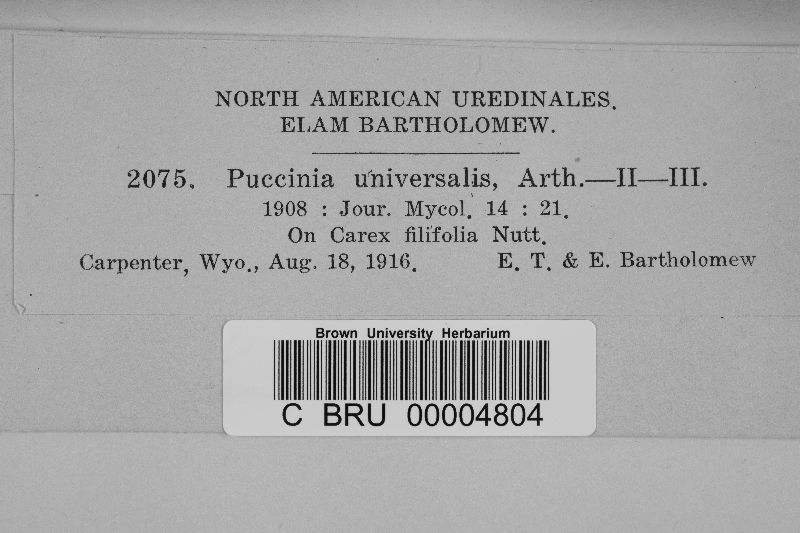 NORTH AMERICAN UREDINALES.
ELAM BARTHOLOMEW.
2075. Puccinia universalis, Arth.—II—III.
1908 : Jour. Mycol. 14 : 21.
On Carex filifolia Nutt.
Carpenter, Wyo., Aug. 18, 1916. E. T. & E. Bartholomew
Brown University Herbarium
C BRU 00004804